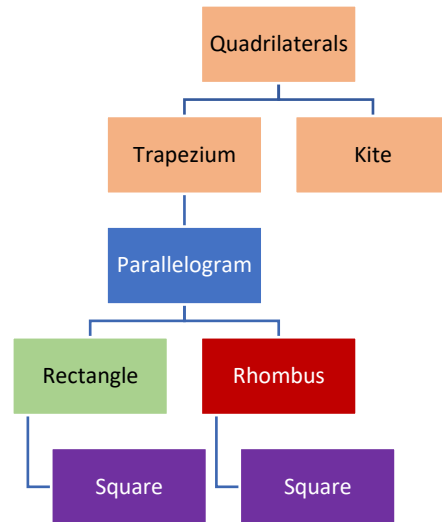 Quadrilaterals
Trapezium
Kite
Parallelogram
Rectangle
Rhombus
Square
Square